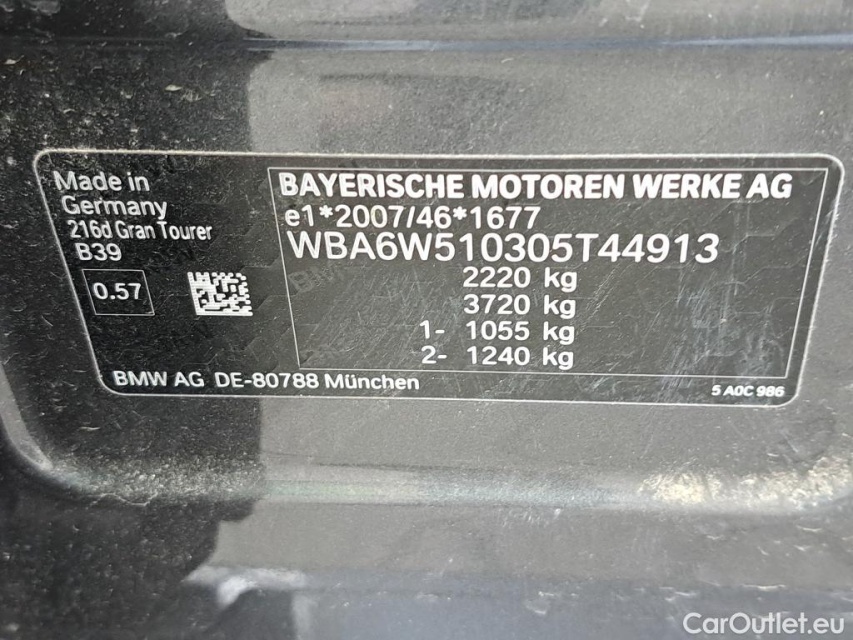 Made in
Germany
216d Gran Tourer
B39
0.57
BAYERISCHE MOTOREN WERKE AG
e1*2007/46*1677
WBA6W510305T44913
2220 kg
3720 kg
1- 1055 kg
2- 1240 kg
BMW AG DE-80788 München
5 A0C 986
CarOutlet.eu